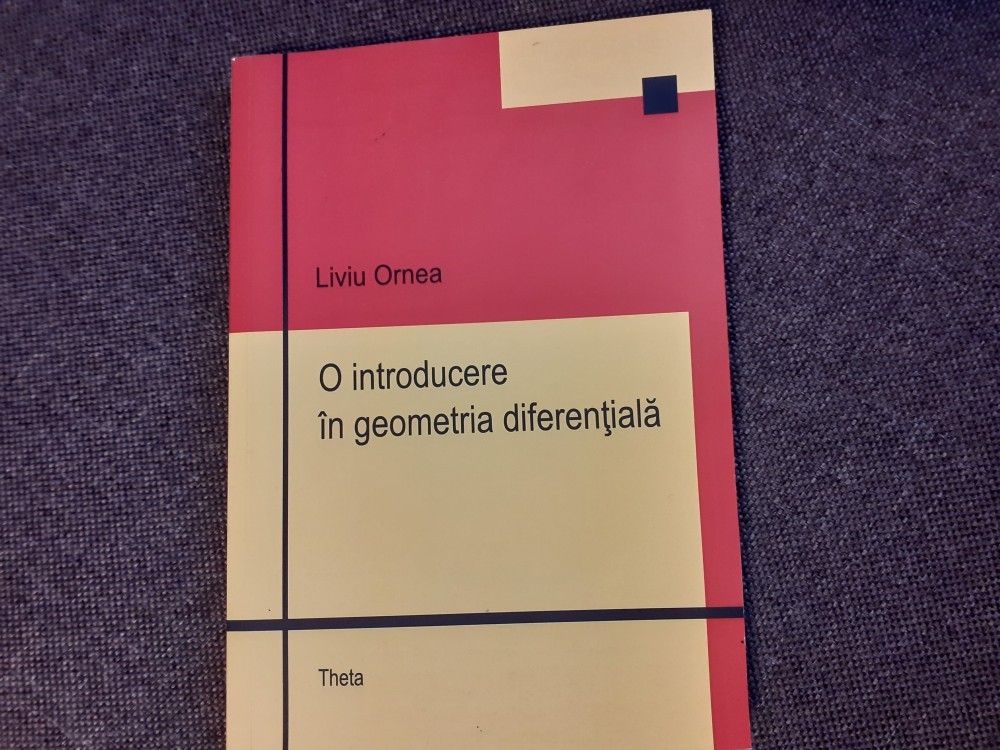 Liviu Ornea
O introducere
în geometria diferenţială
Theta